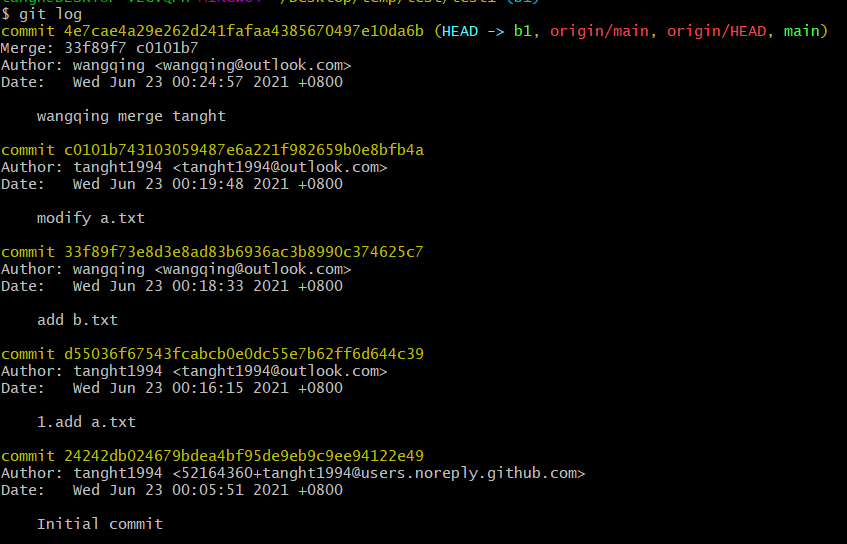 $ git log
commit 4e7cae4a29e262d241fafaa4385670497e10da6b (HEAD -> b1, origin/main, origin/HEAD, main)
Merge: 33f89f7 c0101b7
Author: wangqing <wangqing@outlook.com>
Date:   Wed Jun 23 00:24:57 2021 +0800
    wangqing merge tanght
commit c0101b743103059487e6a221f982659b0e8bfb4a
Author: tanght1994 <tanght1994@outlook.com>
Date:   Wed Jun 23 00:19:48 2021 +0800
    modify a.txt
commit 33f89f73e8d3e8ad83b6936ac3b8990c374625c7
Author: wangqing <wangqing@outlook.com>
Date:   Wed Jun 23 00:18:33 2021 +0800
    add b.txt
commit d55036f67543fcabcb0e0dc55e7b62ff6d644c39
Author: tanght1994 <tanght1994@outlook.com>
Date:   Wed Jun 23 00:16:15 2021 +0800
    1.add a.txt
commit 24242db024679bdea4bf95de9eb9c9ee94122e49
Author: tanght1994 <52164360+tanght1994@users.noreply.github.com>
Date:   Wed Jun 23 00:05:51 2021 +0800
    Initial commit